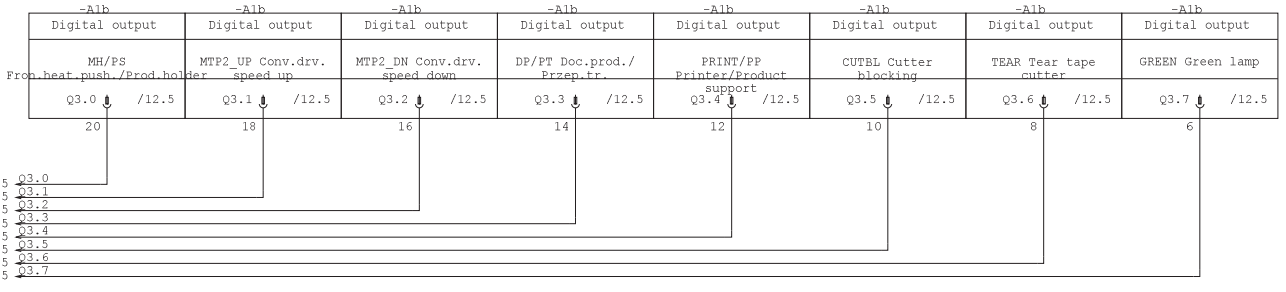 -A1b -A1b -A1b -A1b -A1b -A1b -A1b -A1b
Digital output Digital output Digital output Digital output Digital output Digital output Digital output Digital output
MH/PS
Fron.heat.push./Prod.holder
MTP2_UP Conv.drv.
speed up
MTP2_DN Conv.drv.
speed down
DP/PT Doc.prod./
Przep.tr.
PRINT/PP
Printer/Product
support
CUTBL Cutter
blocking
TEAR Tear tape
cutter
GREEN Green lamp
Q3.0 /12.5 Q3.1 /12.5 Q3.2 /12.5 Q3.3 /12.5 Q3.4 /12.5 Q3.5 /12.5 Q3.6 /12.5 Q3.7 /12.5
20 18 16 14 12 10 8 6
5 Q3.0
5 Q3.1
5 Q3.2
5 Q3.3
5 Q3.4
5 Q3.5
5 Q3.6
5 Q3.7